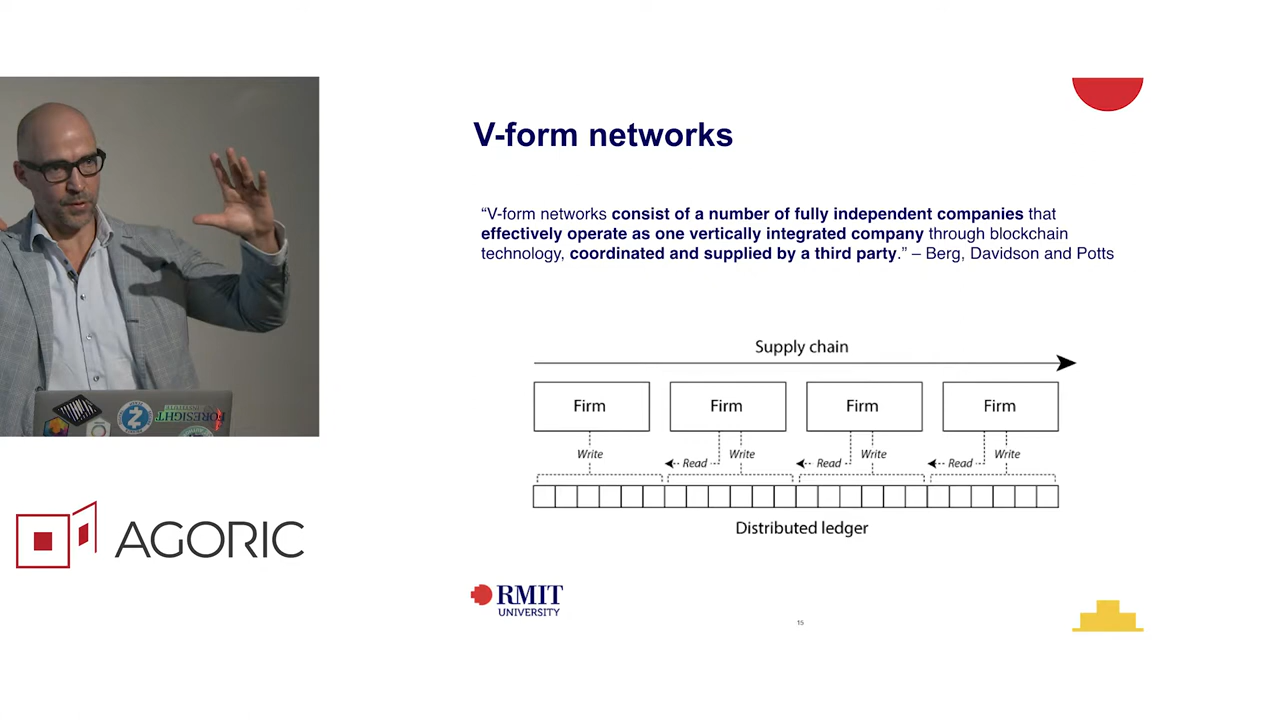 V-form networks
“V-form networks consist of a number of fully independent companies that
effectively operate as one vertically integrated company through blockchain
technology, coordinated and supplied by a third party.” – Berg, Davidson and Potts
Supply chain
Firm Firm Firm Firm
Write Read Write Read Write Read Write
Distributed ledger
FORESIGHT
AGORIC
RMIT
UNIVERSITY
15